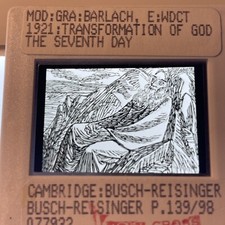 MOD:GRA:BARLACH, E:WDCT
1921:TRANSFORMATION OF GOD
THE SEVENTH DAY
CAMBRIDGE:BUSCH-REISINGER
BUSCH-REISINGER P.139/98